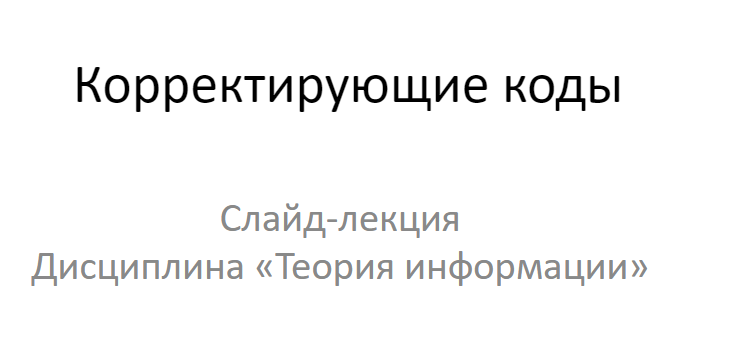 Корректирующие коды
Слайд-лекция
Дисциплина «Теория информации»